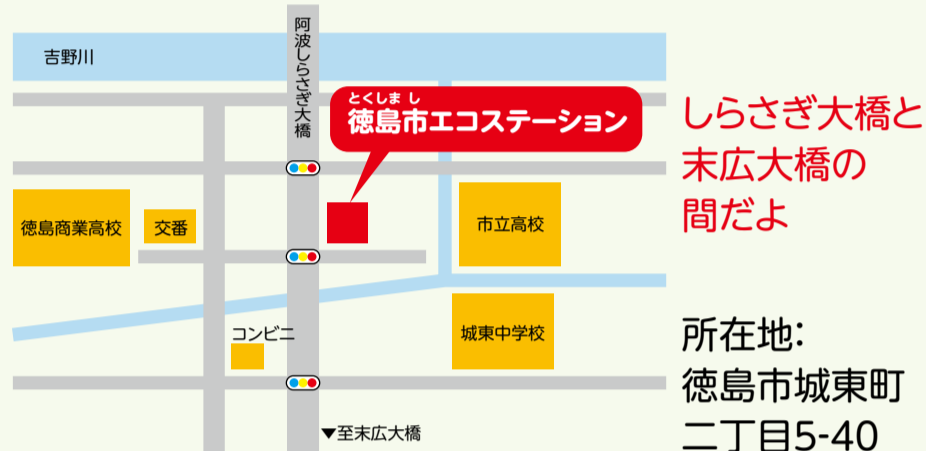 吉野川
阿波しらさぎ大橋
とくしまし
徳島市エコステーション
しらさぎ大橋と
末広大橋の
間だよ
徳島商業高校
交番
市立高校
コンビニ
城東中学校
▼至末広大橋
所在地：
徳島市城東町
二丁目5-40